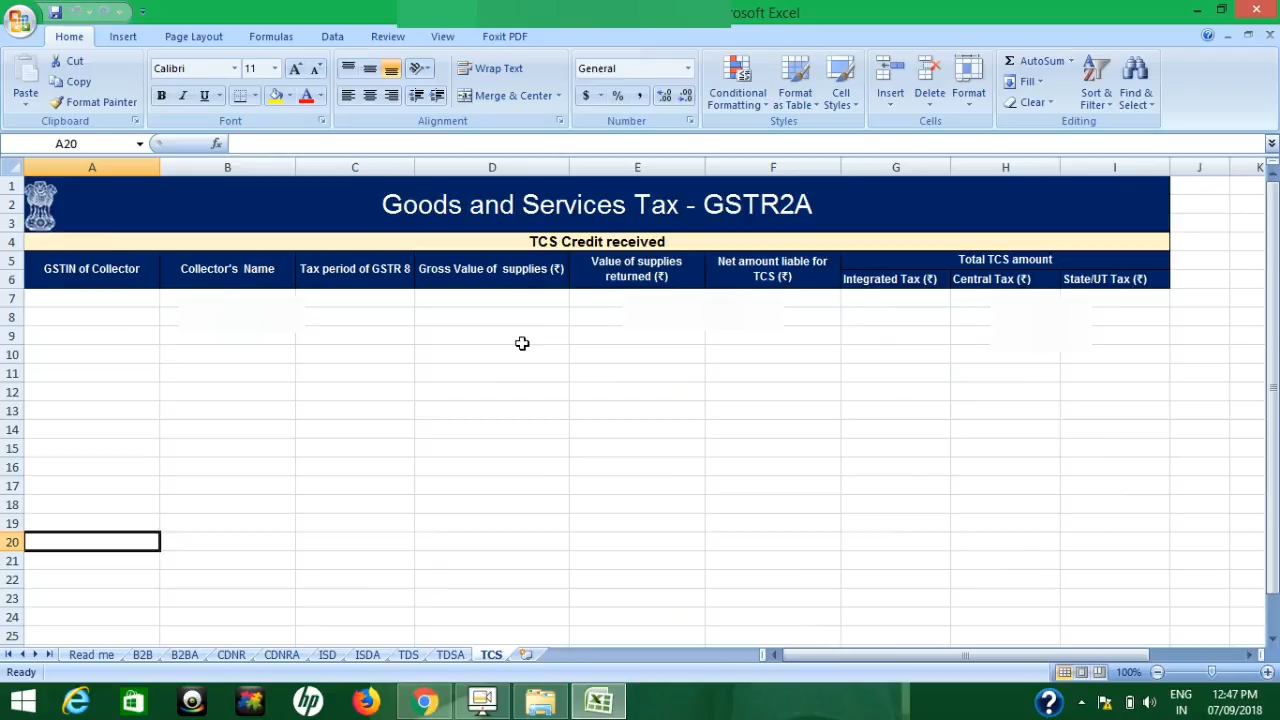 rosoft Excel
Home Insert Page Layout Formulas Data Review View Foxit PDF
Paste
Cut
Copy
Format Painter
Clipboard
Calibri 11
B I U
Font
Wrap Text
Merge & Center
Alignment
General
$ % ,
Number
Conditional Formatting
Format as Table
Cell Styles
Styles
Insert Delete Format
Cells
Σ AutoSum
Fill
Clear
Sort & Filter
Find & Select
Editing
A20 fx
A B C D E F G H I J K
1
2
3
Goods and Services Tax - GSTR2A
4 TCS Credit received
5
6
GSTIN of Collector
Collector's Name
Tax period of GSTR 8
Gross Value of supplies (₹)
Value of supplies
returned (₹)
Net amount liable for
TCS (₹)
Total TCS amount
Integrated Tax (₹) Central Tax (₹) State/UT Tax (₹)
7
8
9
10
11
12
13
14
15
16
17
18
19
20
21
22
23
24
25
Read me B2B B2BA CDNR CDNRA ISD ISDA TDS TDSA TCS
Ready 100%
hp
ENG
IN
12:47 PM
07/09/2018